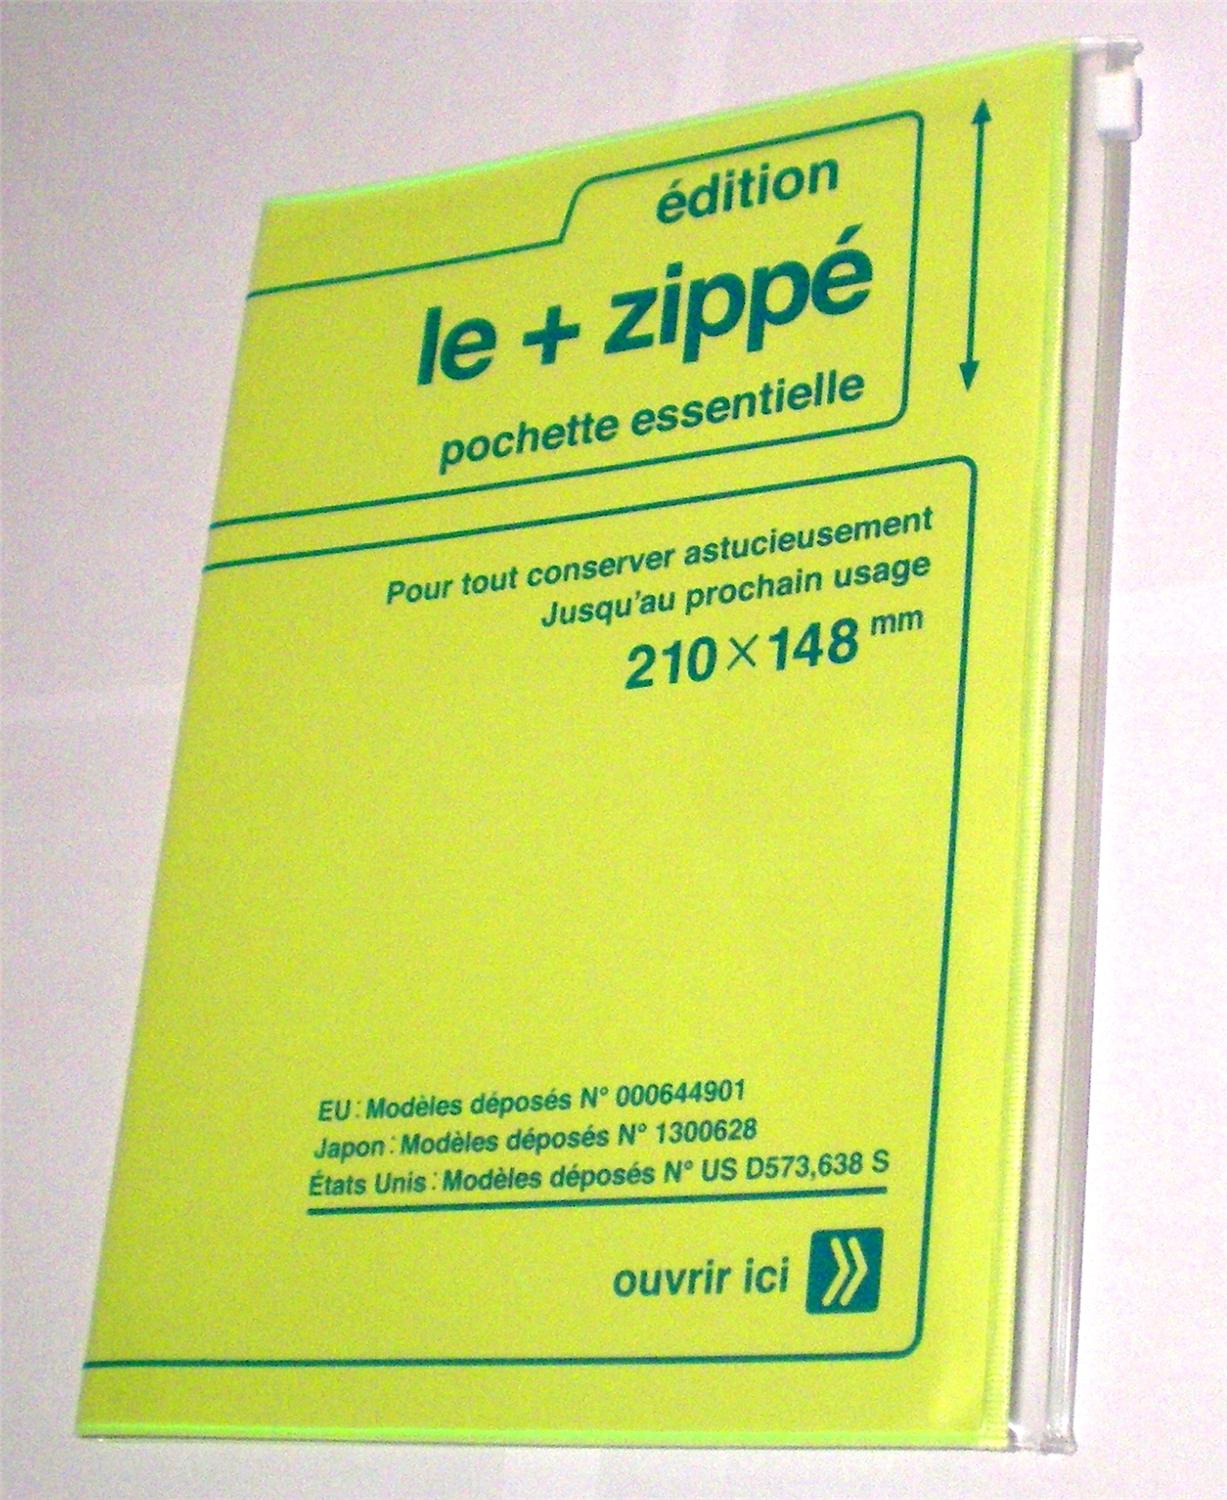 édition
le + zippé
pochette essentielle
Pour tout conserver astucieusement
Jusqu'au prochain usage
210×148 mm
EU : Modèles déposés N° 000644901
Japon : Modèles déposés N° 1300628
États Unis : Modèles déposés N° US D573,638 S
ouvrir ici